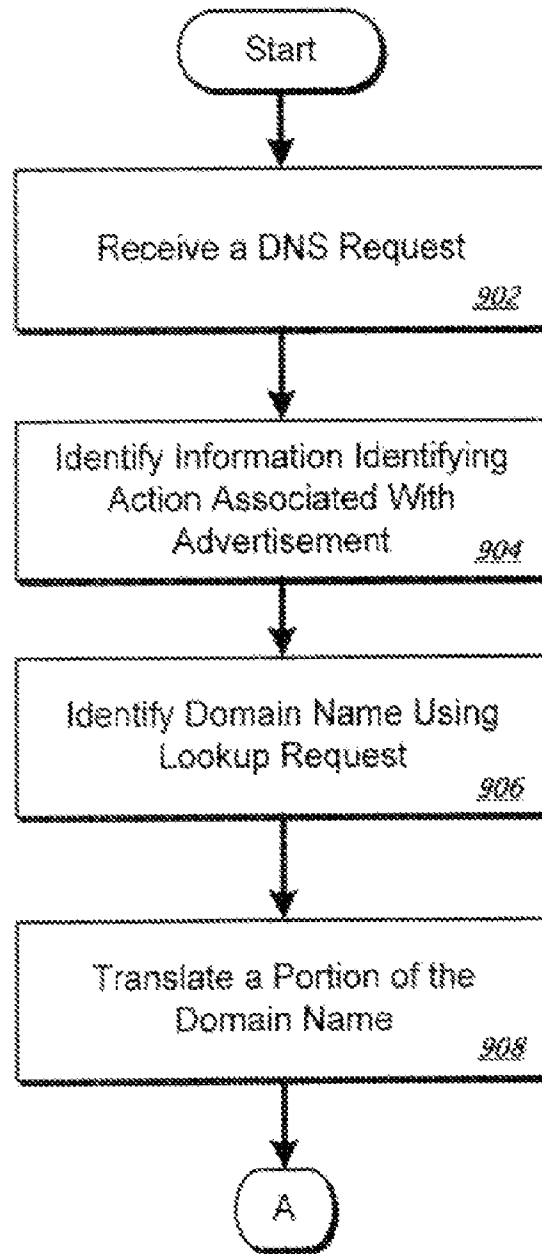 Start
Receive a DNS Request
902
Identify Information Identifying
Action Associated With
Advertisement
904
Identify Domain Name Using
Lookup Request
906
Translate a Portion of the
Domain Name
908
A